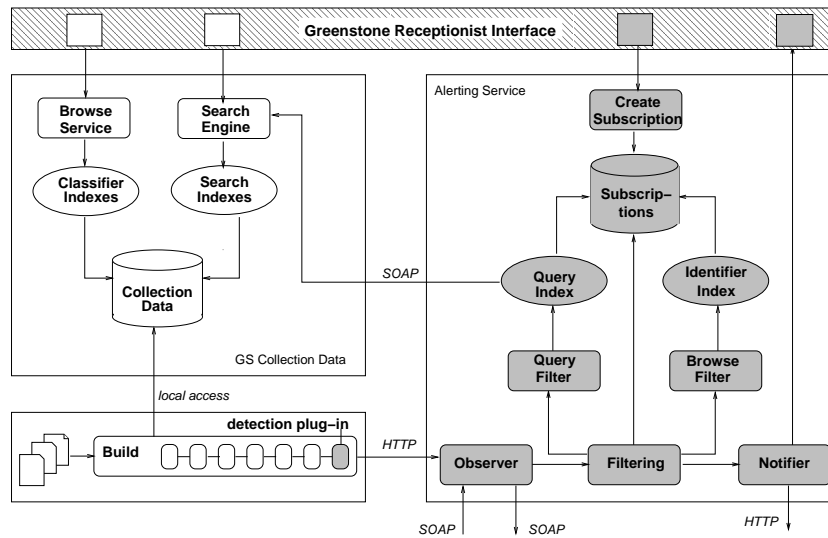 Greenstone Receptionist Interface
Alerting Service
Browse
Service
Search
Engine
Create
Subscription
Classifier
Indexes
Search
Indexes
Subscrip–
tions
SOAP
Query
Index
Identifier
Index
Collection
Data
GS Collection Data
Query
Filter
Browse
Filter
local access
detection plug–in
Build
HTTP
Observer
Filtering
Notifier
SOAP
SOAP
HTTP